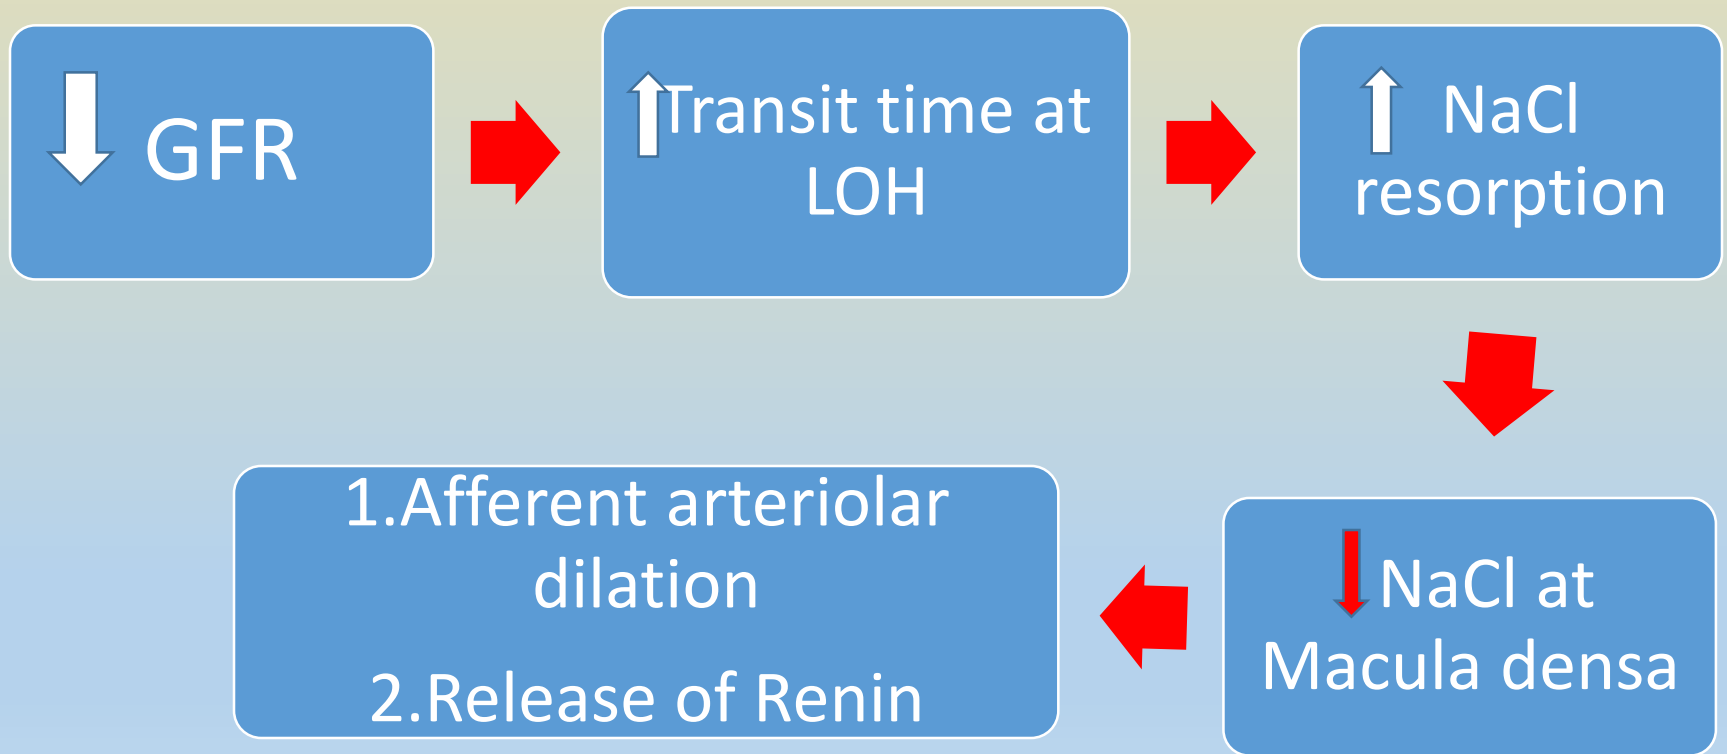 GFR
Transit time at
LOH
NaCl
resorption
NaCl at
Macula densa
1.Afferent arteriolar
dilation
2.Release of Renin